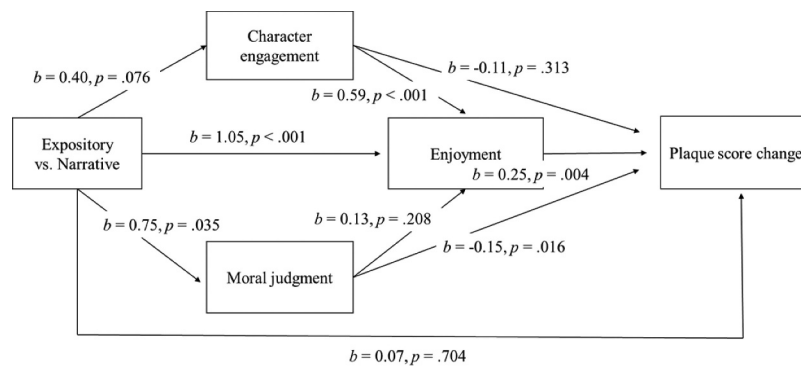 Character
engagement
b = -0.11, p = .313
b = 0.40, p = .076
b = 0.59, p < .001
Expository
vs. Narrative
b = 1.05, p < .001
Enjoyment
Plaque score change
b = 0.25, p = .004
b = 0.75, p = .035
b = 0.13, p = .208
b = -0.15, p = .016
Moral judgment
b = 0.07, p = .704